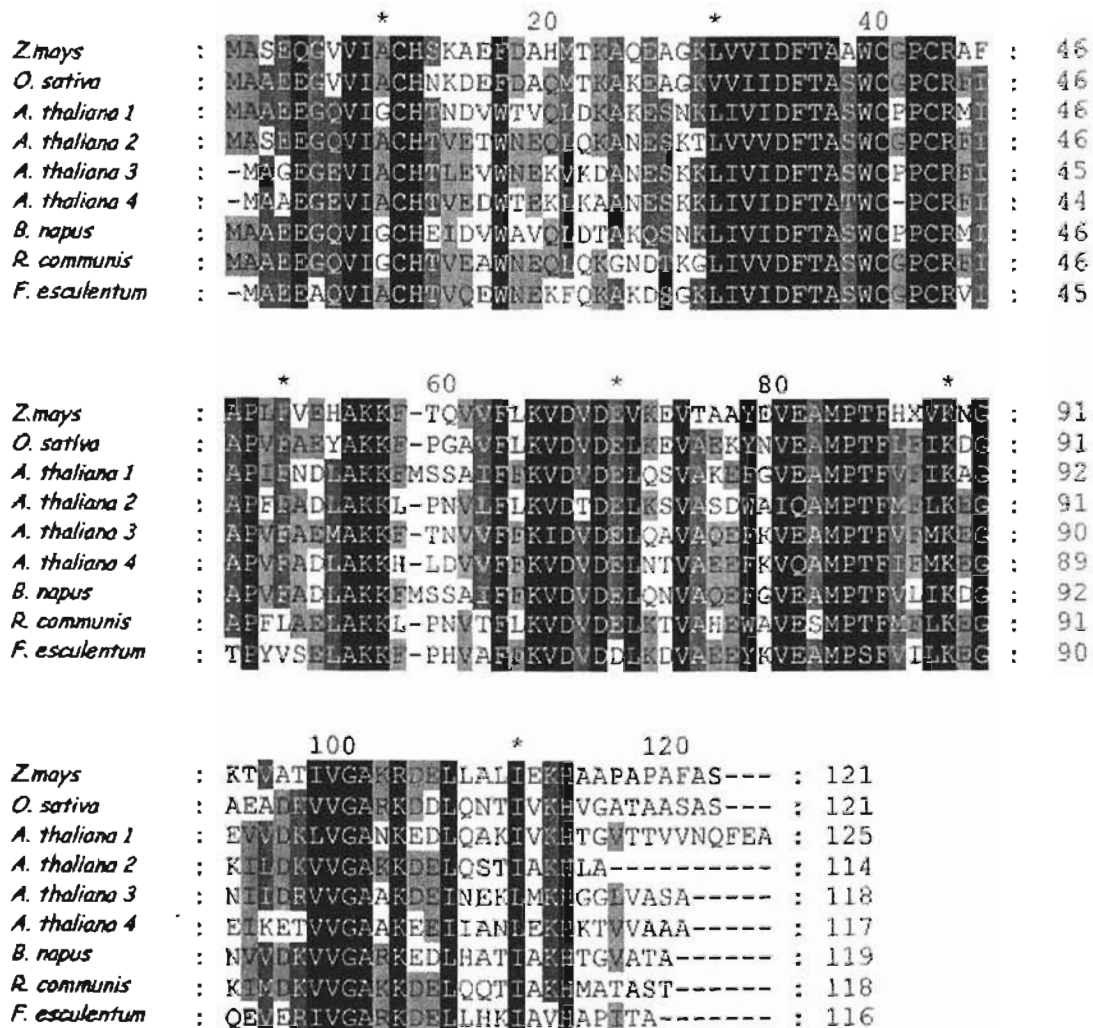 * 20 * 40
Z.mays : MASEQGVVIACHSKAEFDAHMTKAQEAGKLVVIDFTAAWCGPCRAF : 46
O. sativa : MAAEEGVVIACHNKDEFDAQMTKAKEAGKVVIIDFTASWCGPCRFI : 46
A. thaliana 1 : MAAEEGQVIGCHTNDVWTVQLDKAKESNKLIVIDFTASWCPPCRMI : 46
A. thaliana 2 : MASEEGQVIACHTVETWNEQLQKANESKTLVVVDFTASWCGPCRFI : 46
A. thaliana 3 : -MAGEGEVIACHTLEVWNEKVKDANESKKLIVIDFTASWCPPCRFI : 45
A. thaliana 4 : -MAAEGEVIACHTVEDWTEKLKAANESKKLIVIDFTATWC-PCRFI : 44
B. napus : MAAEEGQVIGCHEIDVWAVQLDTAKQSNKLIVIDFTASWCPPCRMI : 46
R. communis : MAAEEGQVIGCHTVEAWNEQLQKGNDTKGLIVVDFTASWCGPCRFI : 46
F. esculentum : -MAEEAQVIACHTVQEWNEKFQKAKDSGKLIVIDFTASWCGPCRVI : 45
* 60 * 80 *
Z.mays : APLFVEHAKKF-TQVVFLKVDVDEVKEVTAAYEVEAMPTFHXVKNG : 91
O. sativa : APVFAEYAKKF-PGAVFLKVDVDELKEVAEKYNVEAMPTFLFIKDG : 91
A. thaliana 1 : APIFNDLAKKFMSSAIFFKVDVDELQSVAKEFGVEAMPTFVFIKAG : 92
A. thaliana 2 : APFFADLAKKL-PNVLFLKVDTDELKSVASDWAIQAMPTFMFLKEG : 91
A. thaliana 3 : APVFAEMAKKF-TNVVFFKIDVDELQAVAQEFKVEAMPTFVFMKEG : 90
A. thaliana 4 : APVFADLAKKH-LDVVFFKVDVDELNTVAEEFKVQAMPTFIFMKEG : 89
B. napus : APVFADLAKKFMSSAIFFKVDVDELQNVAQEFGVEAMPTFVLIKDG : 92
R. communis : APFLAELAKKL-PNVTFLKVDVDELKTVAHEWAVESMPTFMFLKEG : 91
F. esculentum : TPYVSELAKKF-PHVAFFKVDVDDLKDVAEEYKVEAMPSFVILKEG : 90
100 * 120
Z.mays : KTVATIVGAKRDELLALIEKHAAPAPAFAS--- : 121
O. sativa : AEADKVVGARKDDLQNTIVKHVGATAASAS--- : 121
A. thaliana 1 : EVVDKLVGANKEDLQAKIVKHTGVTTVVNQFEA : 125
A. thaliana 2 : KILDKVVGAKKDELQSTIAKHLA---------- : 114
A. thaliana 3 : NIIDRVVGAAKDEINEKLMKHGGLVASA----- : 118
A. thaliana 4 : EIKETVVGAAKEEIIANLEKHKTVVAAA----- : 117
B. napus : NVVDKVVGARKEDLHATIAKHTGVATA------ : 119
R. communis : KIMDKVVGARKDELQQTIAKHMATAST------ : 118
F. esculentum : QEVERIVGARKDELLHKIAVHAPITA------- : 116